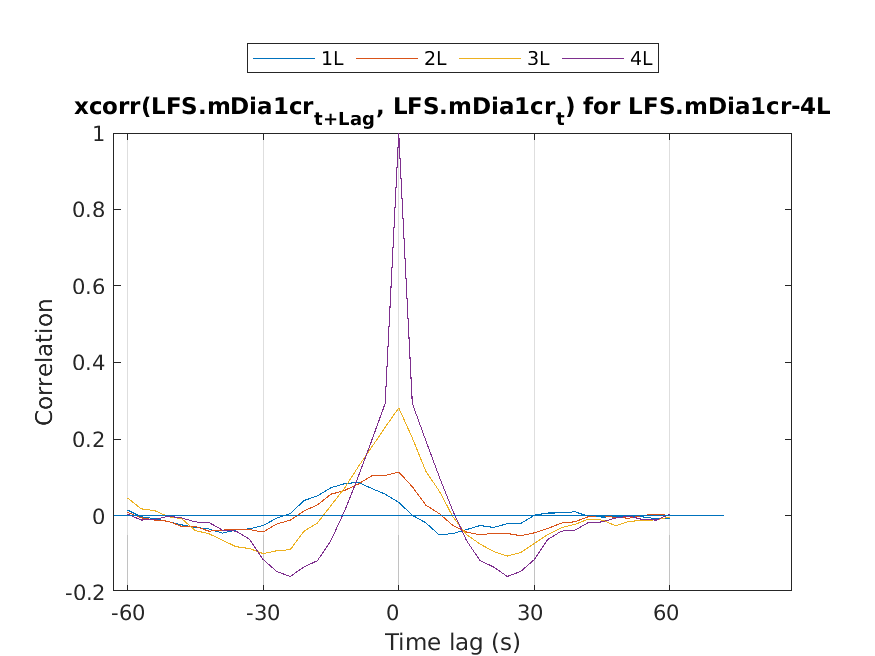 1L 2L 3L 4L
xcorr(LFS.mDia1cr_{t+Lag}, LFS.mDia1cr_t) for LFS.mDia1cr-4L
1
0.8
0.6
0.4
0.2
0
-0.2
Correlation
-60 -30 0 30 60
Time lag (s)